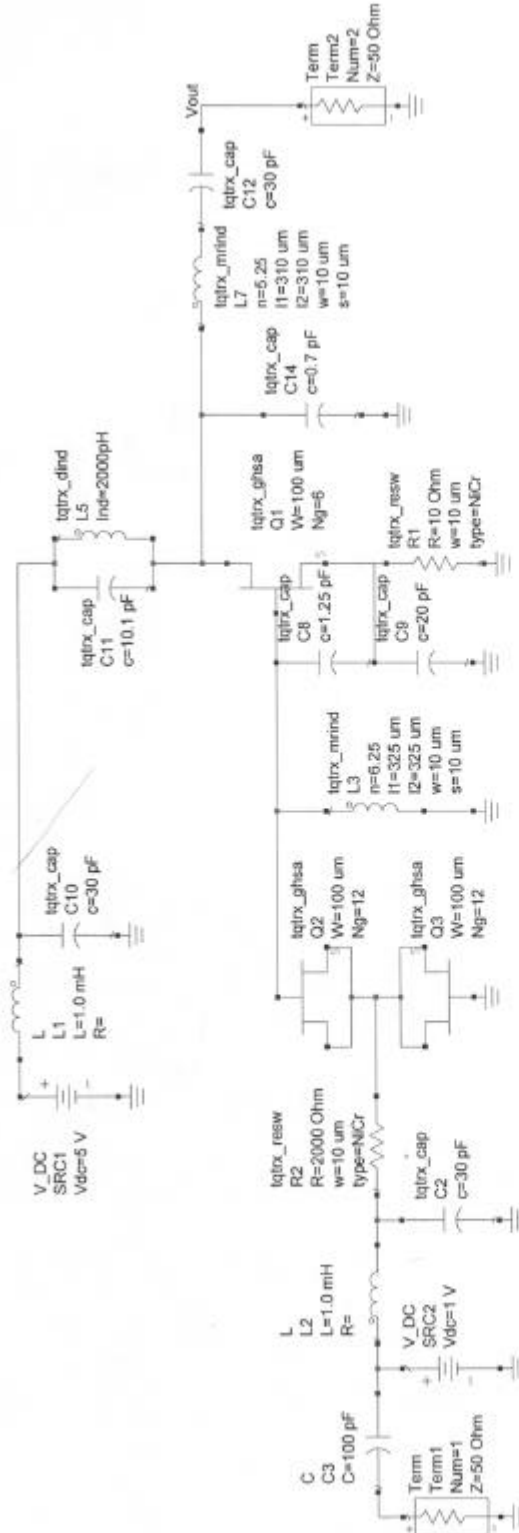 V_DC
SRC1
Vdc=5 V
+
-
L
L1
L=1.0 mH
R=
tqtrx_cap
C10
c=30 pF
tqtrx_cap
C11
c=10.1 pF
tqtrx_dind
L5
Ind=2000pH
C
C3
C=100 pF
Term
Term1
Num=1
Z=50 Ohm
+
-
L
L2
L=1.0 mH
R=
V_DC
SRC2
Vdc=1 V
+
-
tqtrx_resw
R2
R=2000 Ohm
w=10 um
type=NiCr
tqtrx_cap
C2
c=30 pF
tqtrx_ghsa
Q2
W=100 um
Ng=12
tqtrx_ghsa
Q3
W=100 um
Ng=12
tqtrx_mrind
L3
n=6.25
l1=325 um
l2=325 um
w=10 um
s=10 um
tqtrx_ghsa
Q1
W=100 um
Ng=6
tqtrx_cap
C8
c=1.25 pF
tqtrx_cap
C9
c=20 pF
tqtrx_resw
R1
R=10 Ohm
w=10 um
type=NiCr
tqtrx_cap
C14
c=0.7 pF
tqtrx_mrind
L7
n=5.25
l1=310 um
l2=310 um
w=10 um
s=10 um
tqtrx_cap
C12
c=30 pF
Vout
Term
Term2
Num=2
Z=50 Ohm
+
-